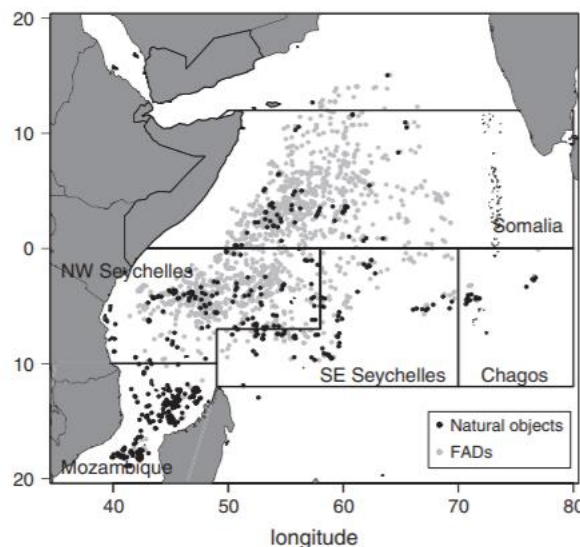 20
10
0
10
20
Somalia
NW Seychelles
SE Seychelles
Chagos
Mozambique
Natural objects
FADs
40
50
60
70
80
longitude